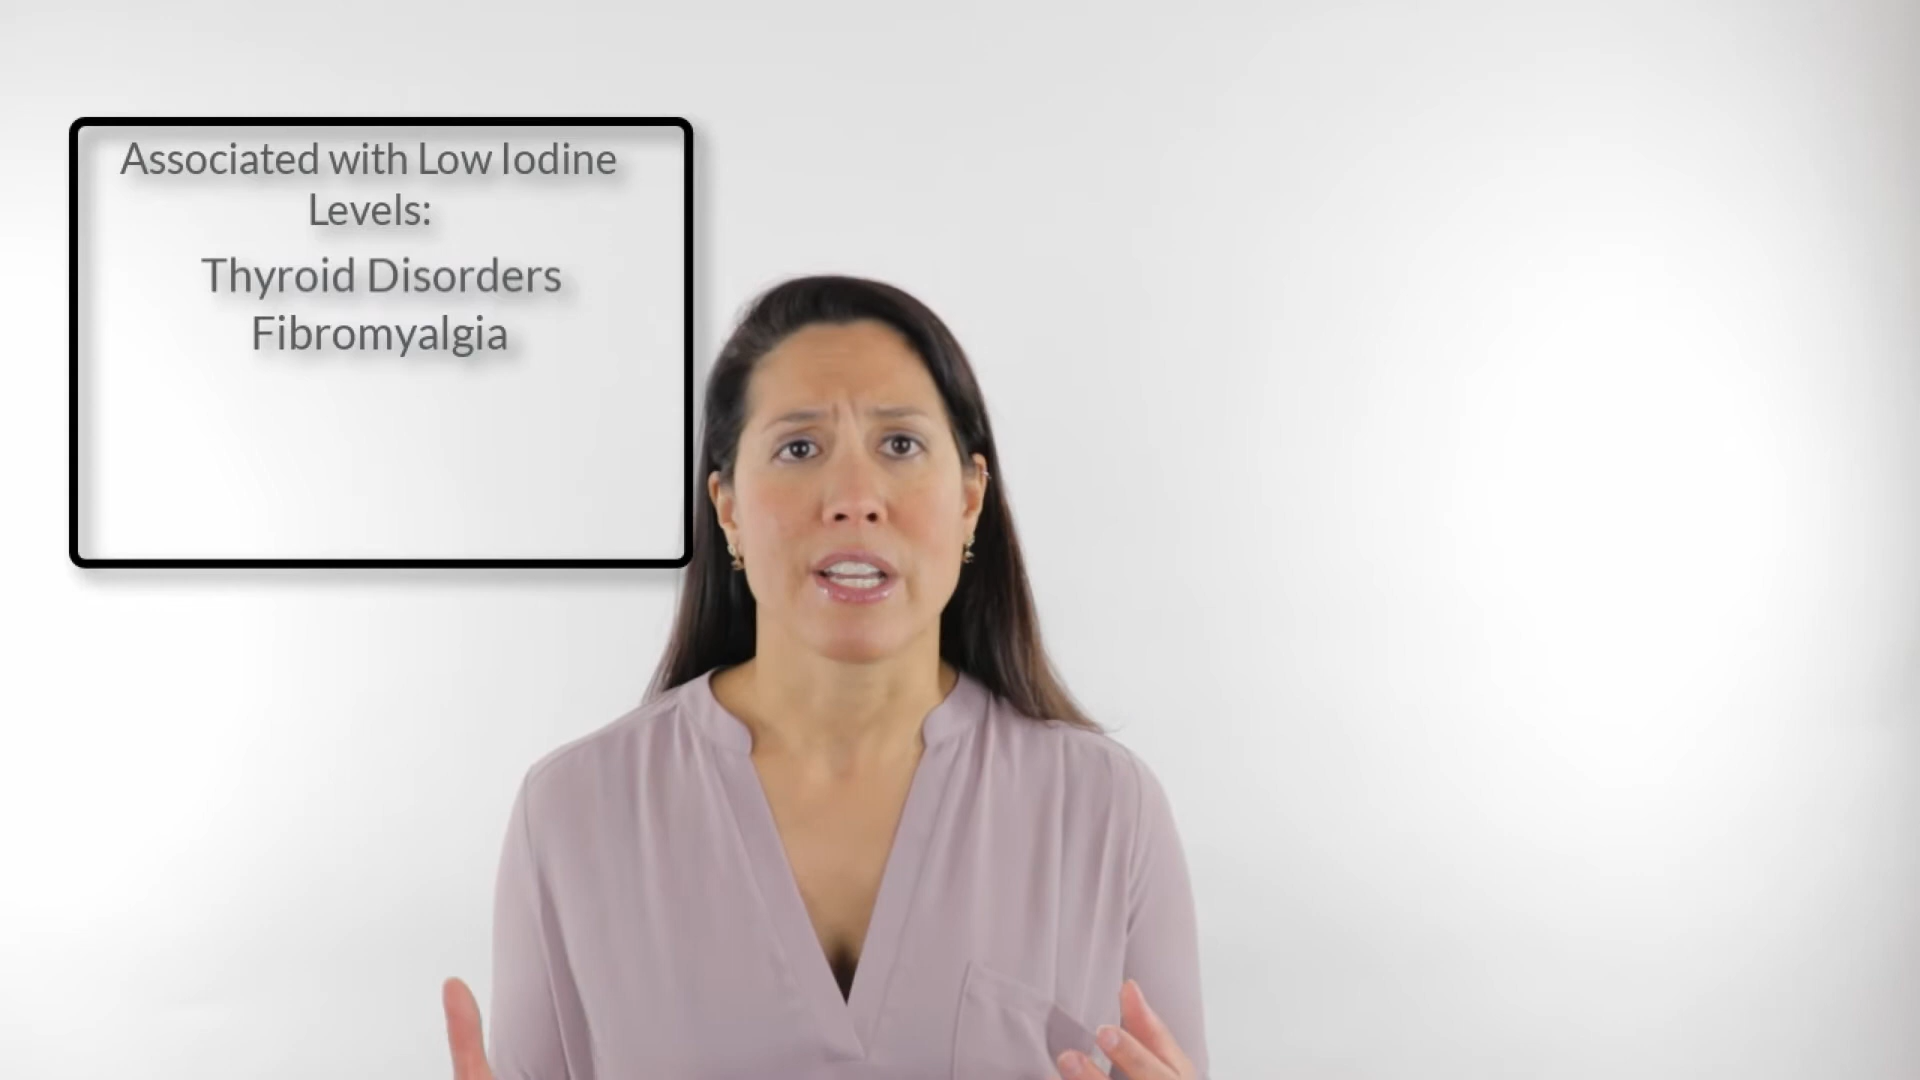 Associated with Low Iodine
Levels:
Thyroid Disorders
Fibromyalgia